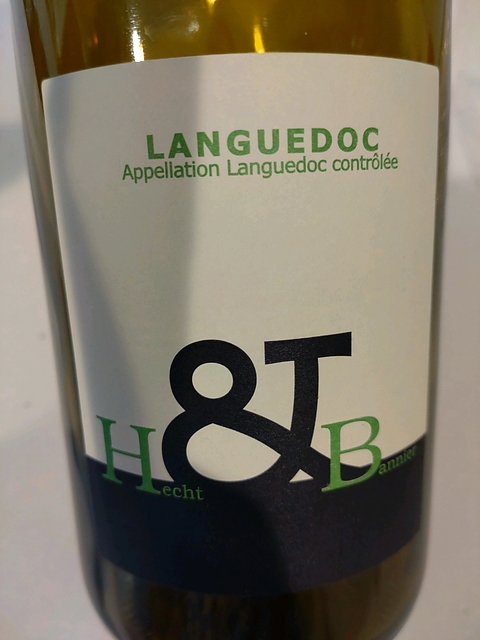 LANGUEDOC
Appellation Languedoc contrôlée
Hecht & Bannier